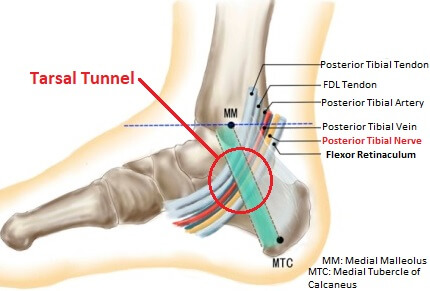 Posterior Tibial Tendon
Tarsal Tunnel
FDL Tendon
Posterior Tibial Artery
MM
Posterior Tibial Vein
Posterior Tibial Nerve
Flexor Retinaculum
MTC
MM: Medial Malleolus
MTC: Medial Tubercle of
Calcaneus